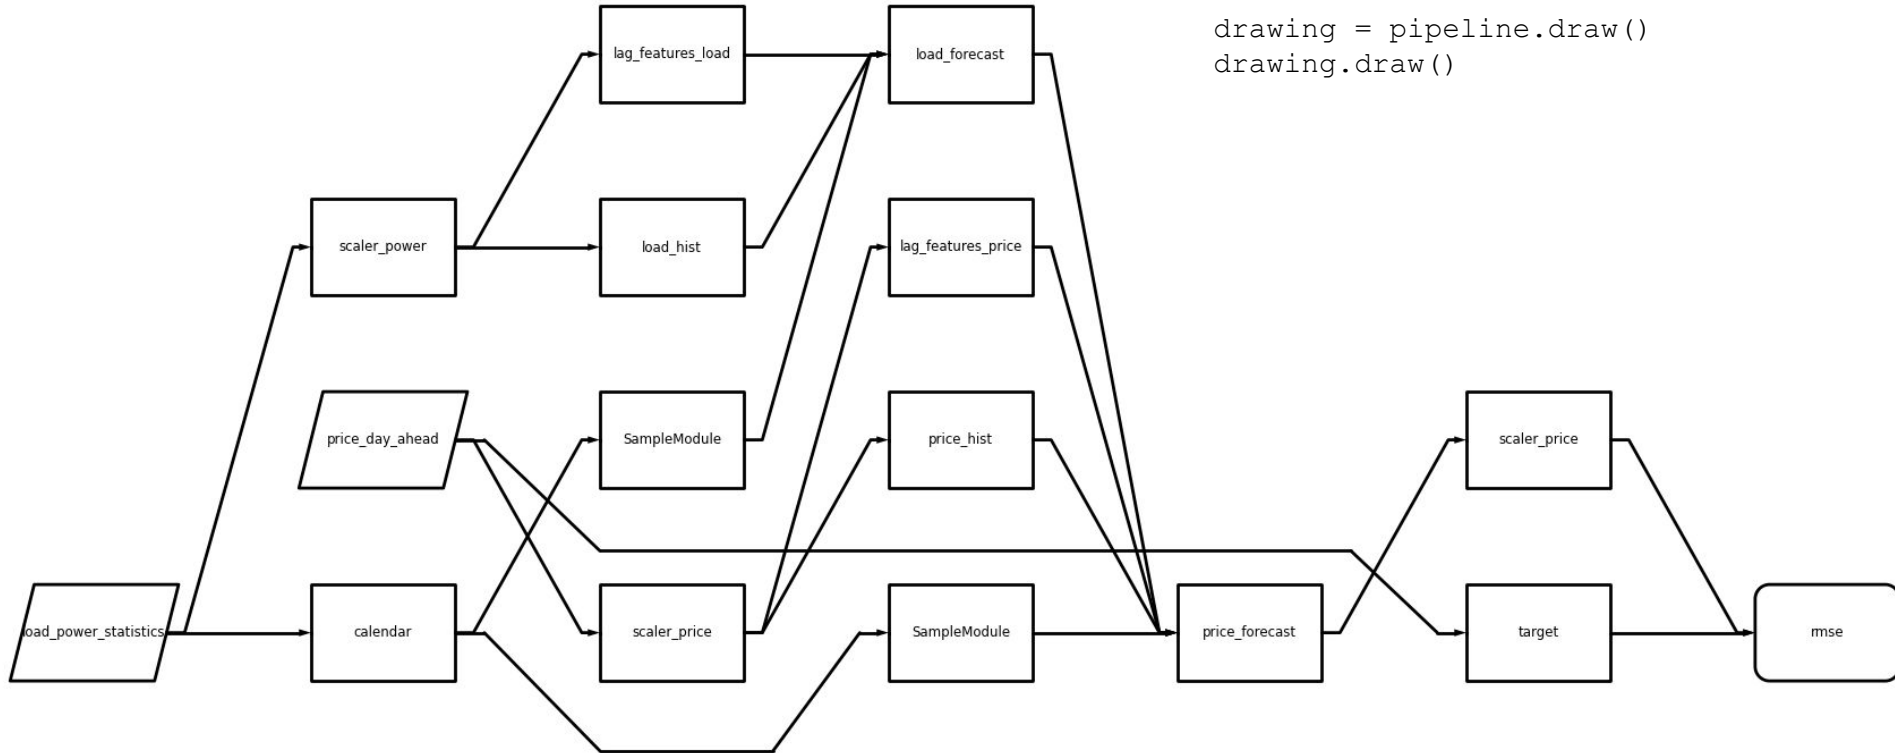 drawing = pipeline.draw()
drawing.draw()
lag_features_load
load_forecast
scaler_power
load_hist
lag_features_price
price_day_ahead
SampleModule
price_hist
scaler_price
load_power_statistics
calendar
scaler_price
SampleModule
price_forecast
target
rmse